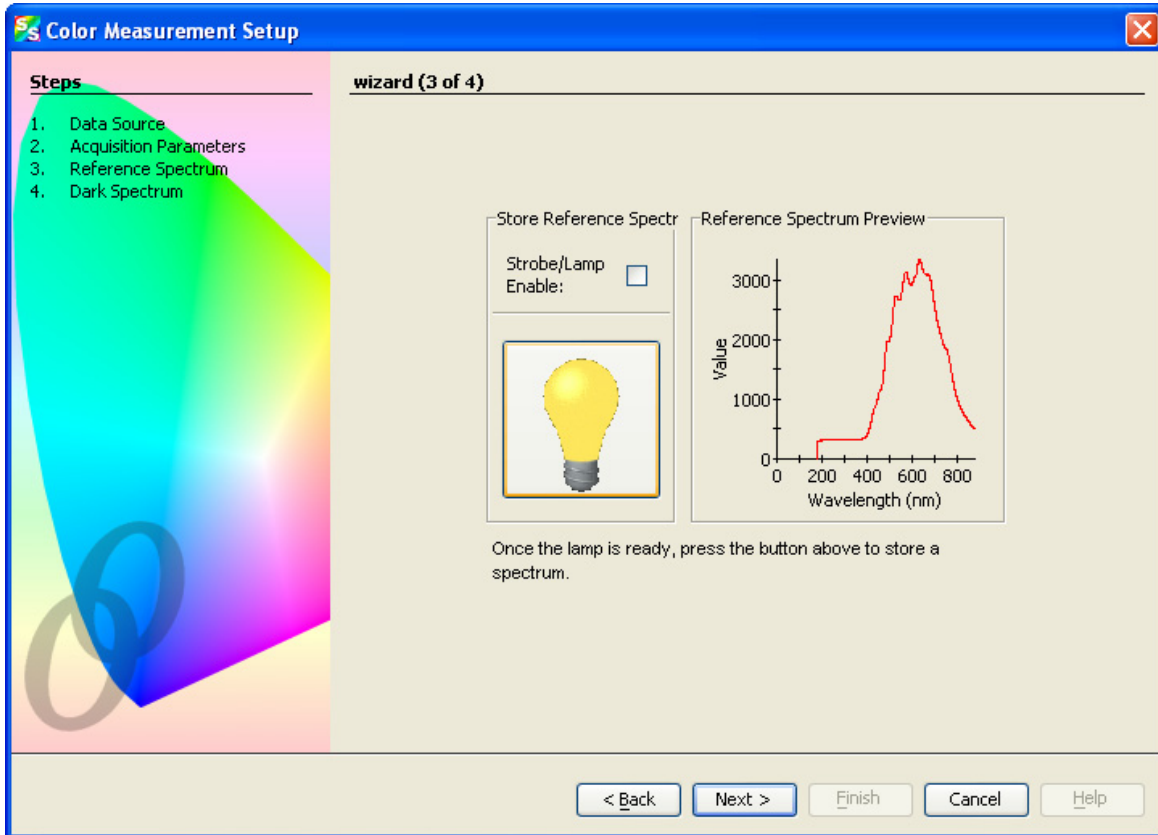 Color Measurement Setup
Steps
1. Data Source
2. Acquisition Parameters
3. Reference Spectrum
4. Dark Spectrum
wizard (3 of 4)
Store Reference Spectr
Strobe/Lamp
Enable:
Reference Spectrum Preview
3000
2000
1000
0
Value
0 200 400 600 800
Wavelength (nm)
Once the lamp is ready, press the button above to store a
spectrum.
< Back Next > Finish Cancel Help